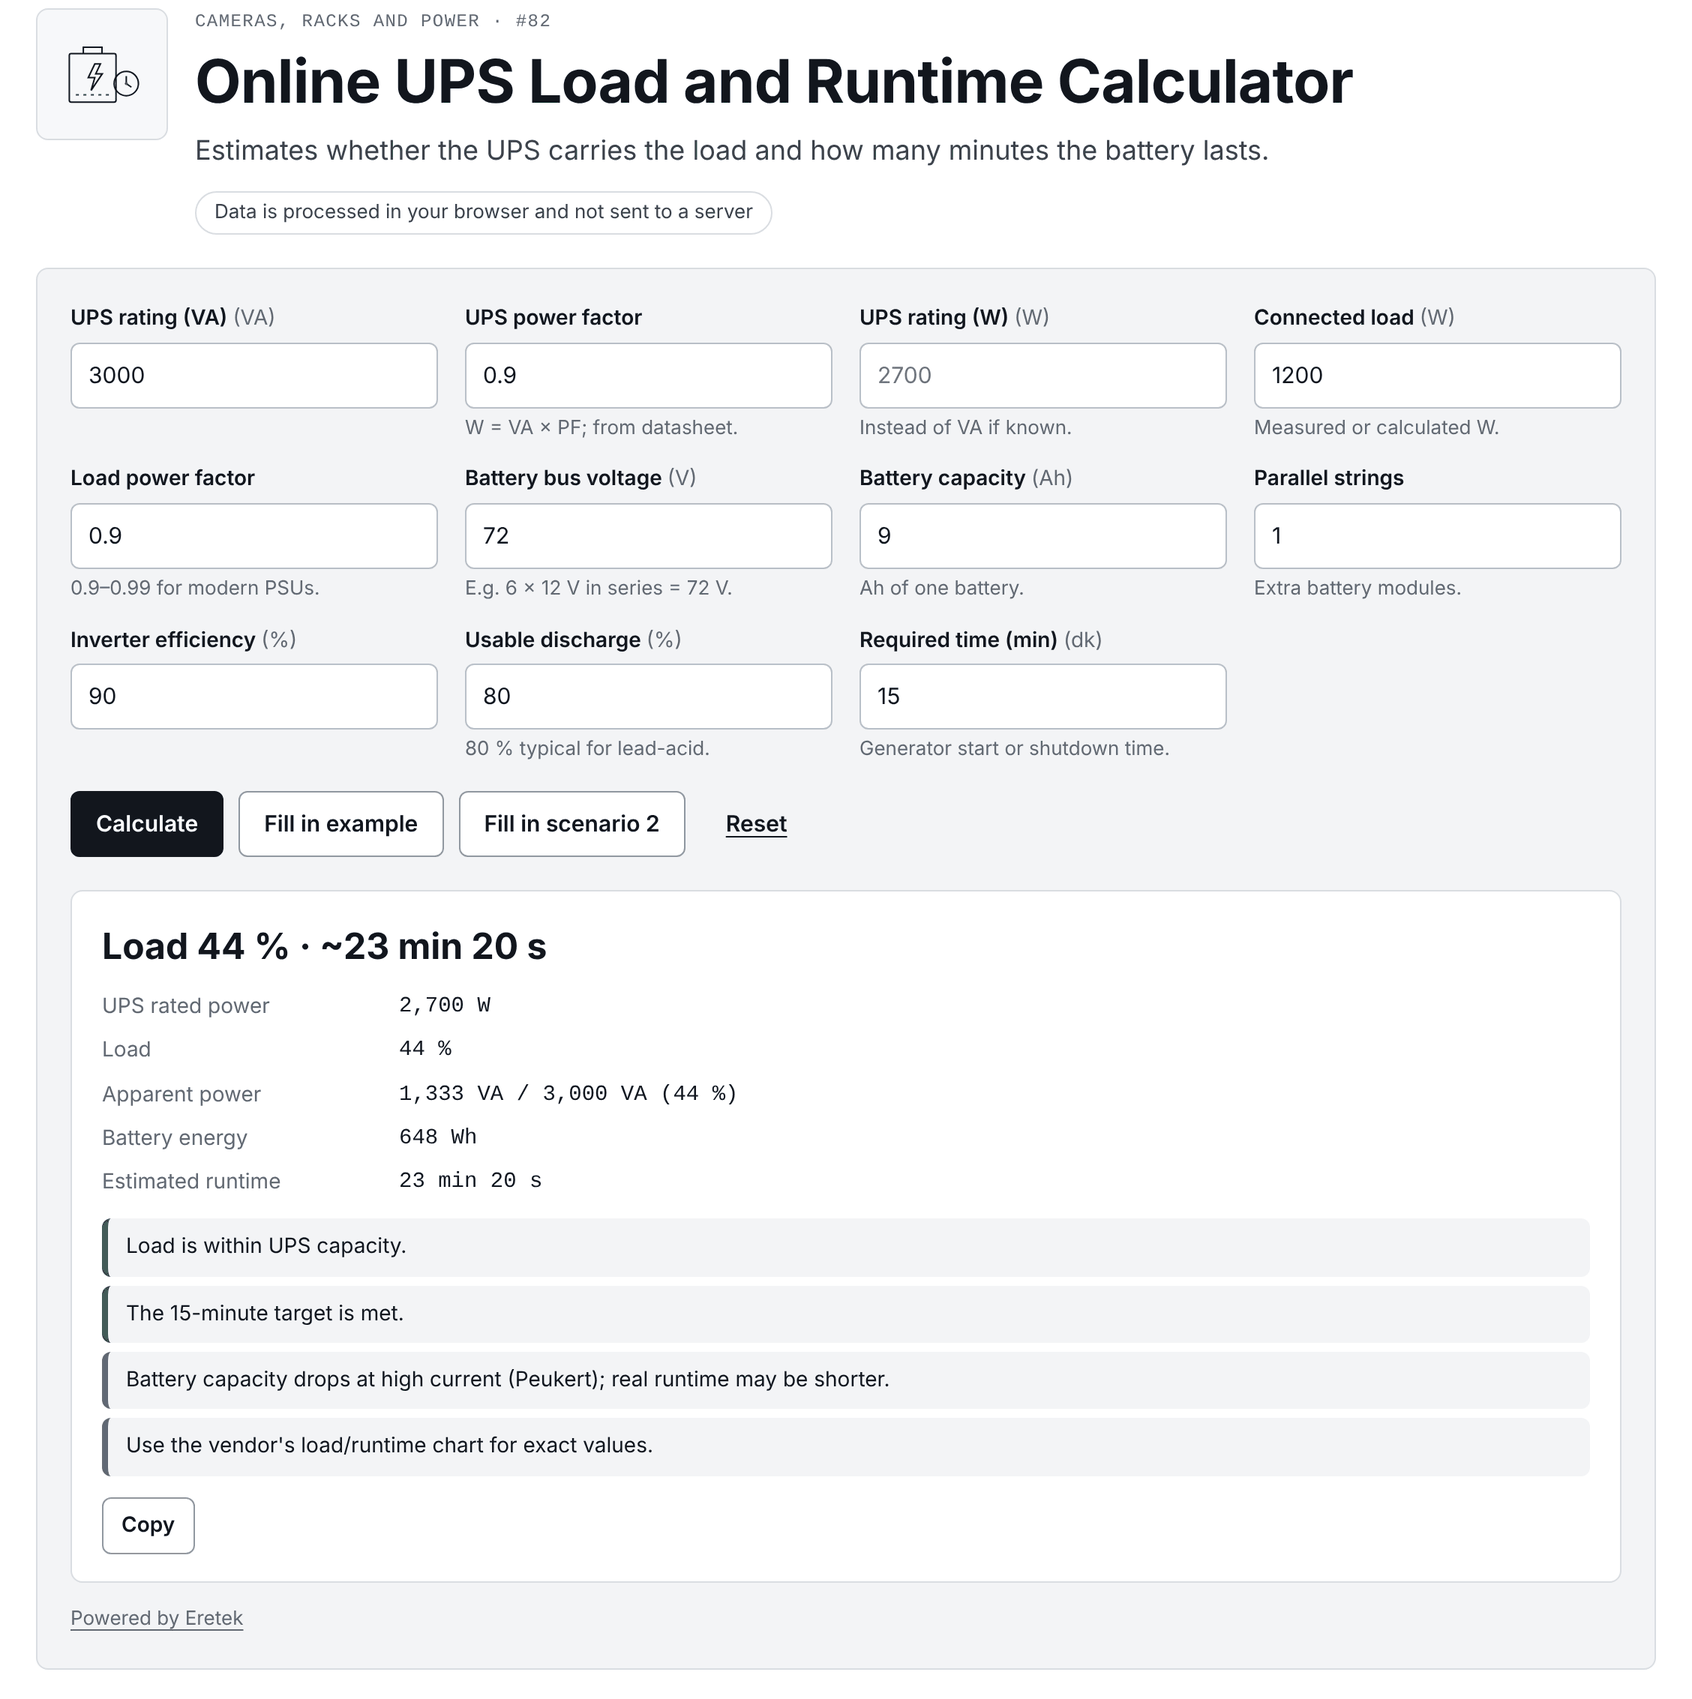 CAMERAS, RACKS AND POWER · #82
Online UPS Load and Runtime Calculator
Estimates whether the UPS carries the load and how many minutes the battery lasts.
Data is processed in your browser and not sent to a server
UPS rating (VA) (VA)
3000
UPS power factor
0.9
W = VA × PF; from datasheet.
UPS rating (W) (W)
2700
Instead of VA if known.
Connected load (W)
1200
Measured or calculated W.
Load power factor
0.9
0.9–0.99 for modern PSUs.
Battery bus voltage (V)
72
E.g. 6 × 12 V in series = 72 V.
Battery capacity (Ah)
9
Ah of one battery.
Parallel strings
1
Extra battery modules.
Inverter efficiency (%)
90
Usable discharge (%)
80
80 % typical for lead-acid.
Required time (min) (dk)
15
Generator start or shutdown time.
Calculate
Fill in example
Fill in scenario 2
Reset
Load 44 % · ~23 min 20 s
UPS rated power 2,700 W
Load 44 %
Apparent power 1,333 VA / 3,000 VA (44 %)
Battery energy 648 Wh
Estimated runtime 23 min 20 s
Load is within UPS capacity.
The 15-minute target is met.
Battery capacity drops at high current (Peukert); real runtime may be shorter.
Use the vendor's load/runtime chart for exact values.
Copy
Powered by Eretek